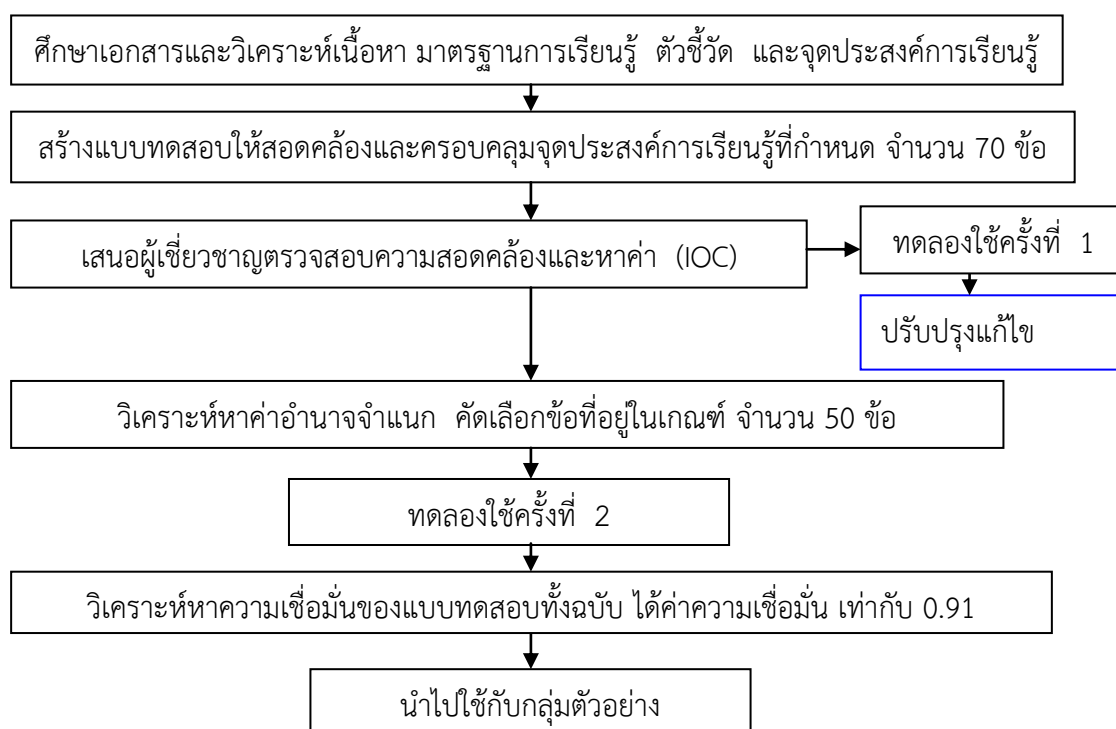 ศึกษาเอกสารและวิเคราะห์เนื้อหา มาตรฐานการเรียนรู้ ตัวชี้วัด และจุดประสงค์การเรียนรู้
สร้างแบบทดสอบให้สอดคล้องและครอบคลุมจุดประสงค์การเรียนรู้ที่กำหนด จำนวน 70 ข้อ
เสนอผู้เชี่ยวชาญตรวจสอบความสอดคล้องและหาค่า (IOC)
ทดลองใช้ครั้งที่ 1
ปรับปรุงแก้ไข
วิเคราะห์หาค่าอำนาจจำแนก คัดเลือกข้อที่อยู่ในเกณฑ์ จำนวน 50 ข้อ
ทดลองใช้ครั้งที่ 2
วิเคราะห์หาความเชื่อมั่นของแบบทดสอบทั้งฉบับ ได้ค่าความเชื่อมั่น เท่ากับ 0.91
นำไปใช้กับกลุ่มตัวอย่าง